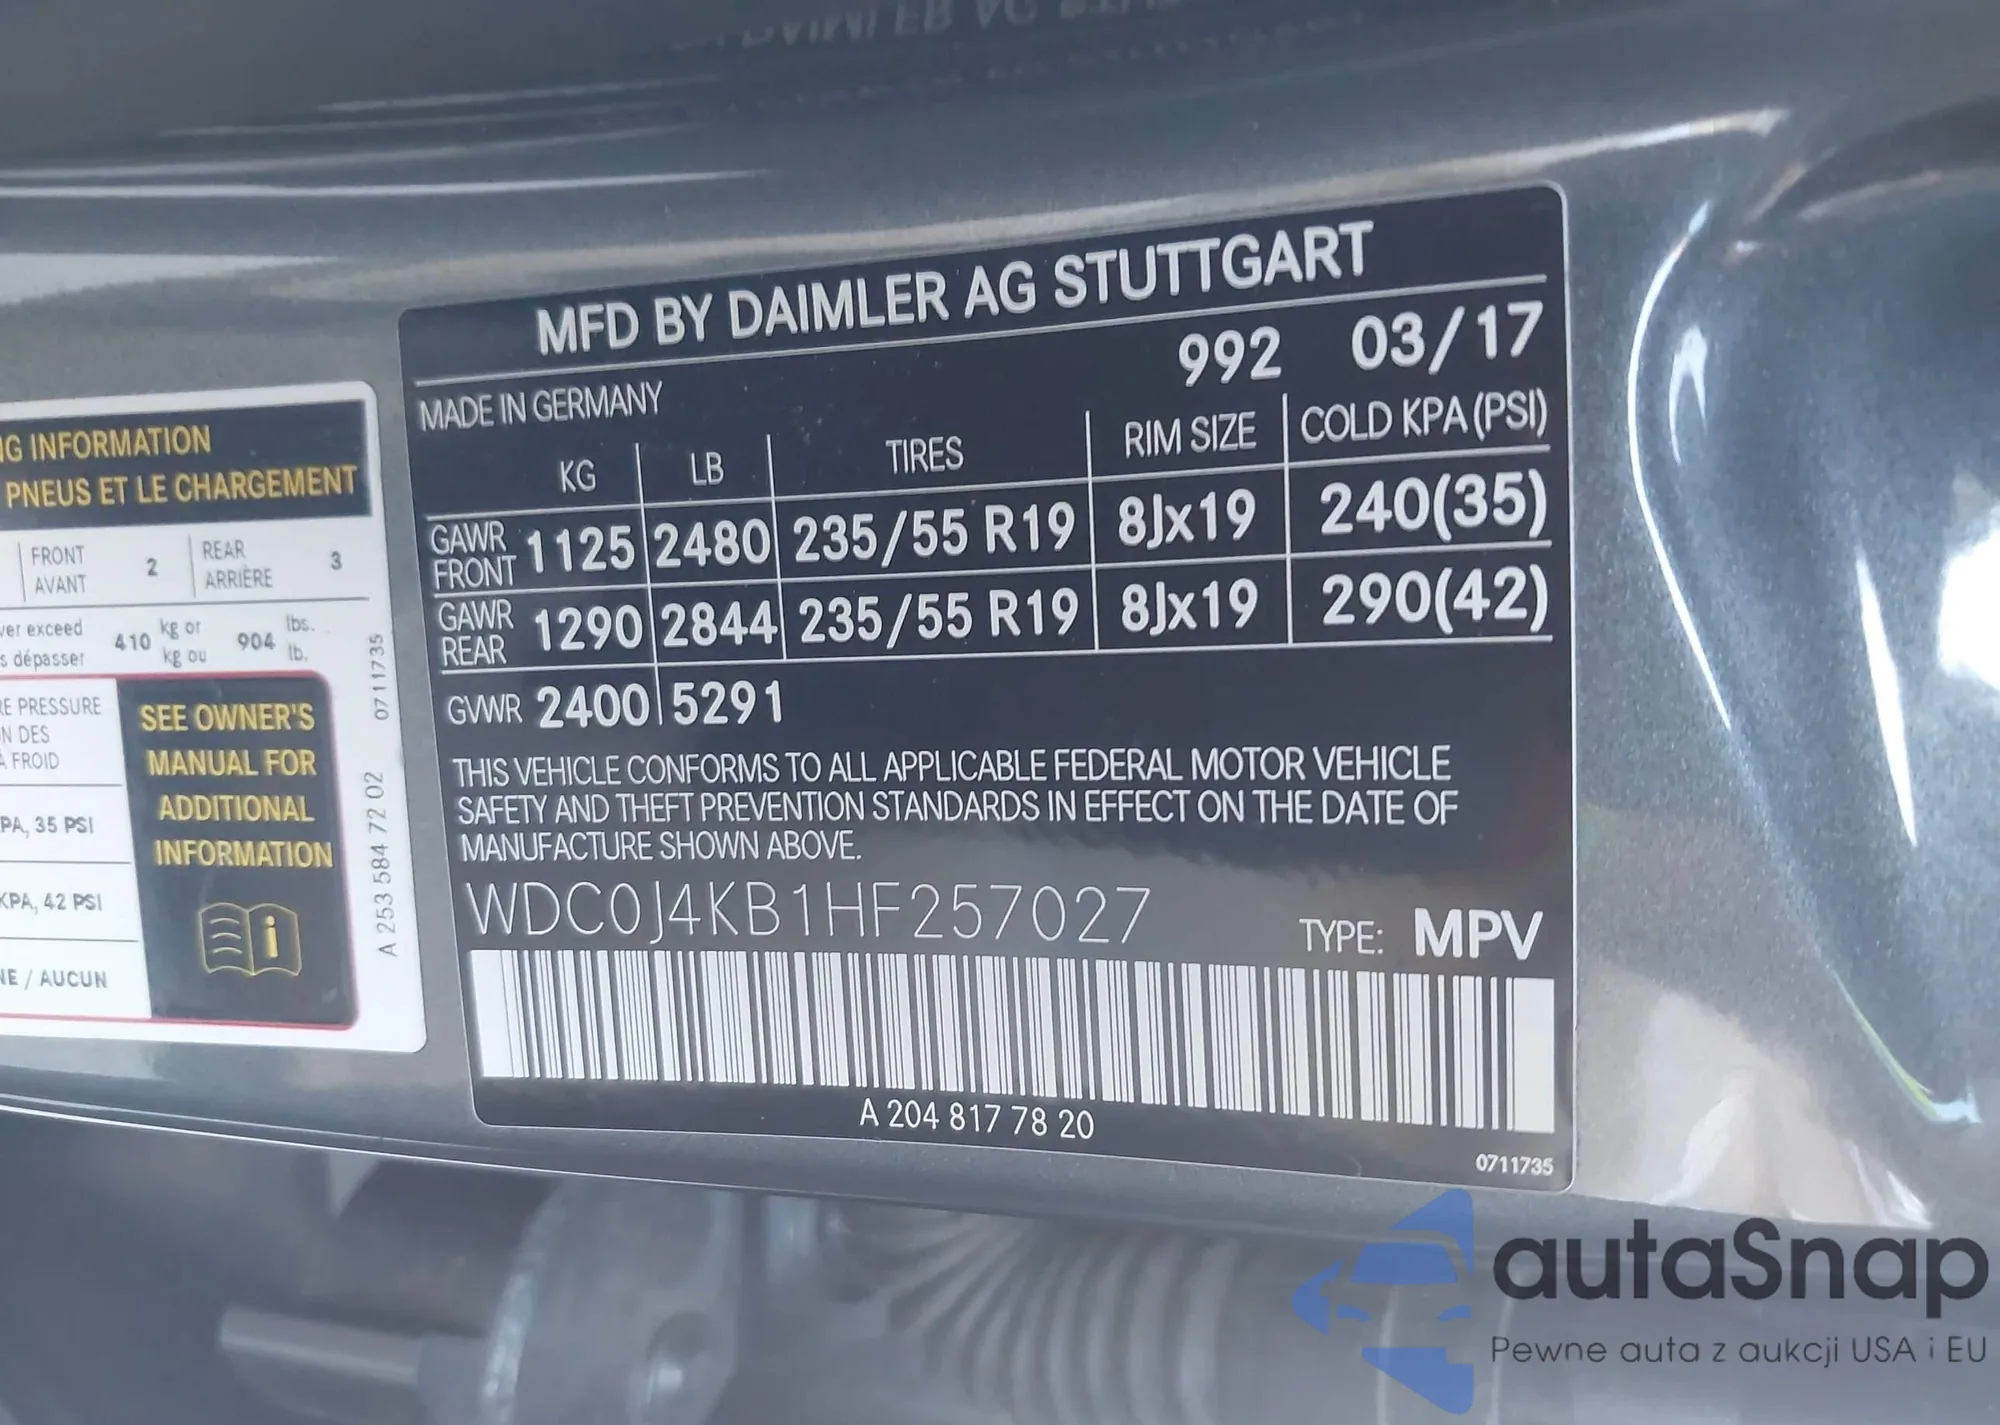 NG INFORMATION
PNEUS ET LE CHARGEMENT
FRONT
AVANT
2
REAR
ARRIÈRE
3
exceed
dépasser
410
kg or
kg ou
904
lbs.
lb.
PRESSURE
DES
FROID
35 PSI
KPA, 42 PSI
/ AUCUN
SEE OWNER'S
MANUAL FOR
ADDITIONAL
INFORMATION
0711735
A 253 584 72 02
MFD BY DAIMLER AG STUTTGART
992 03/17
MADE IN GERMANY
KG LB TIRES RIM SIZE COLD KPA (PSI)
GAWR FRONT 1125 2480 235/55 R19 8Jx19 240(35)
GAWR REAR 1290 2844 235/55 R19 8Jx19 290(42)
GVWR 2400 5291
THIS VEHICLE CONFORMS TO ALL APPLICABLE FEDERAL MOTOR VEHICLE
SAFETY AND THEFT PREVENTION STANDARDS IN EFFECT ON THE DATE OF
MANUFACTURE SHOWN ABOVE.
WDC0J4KB1HF257027
TYPE: MPV
A 204 817 78 20
0711735
autaSnap
Pewne auta z aukcji USA i EU